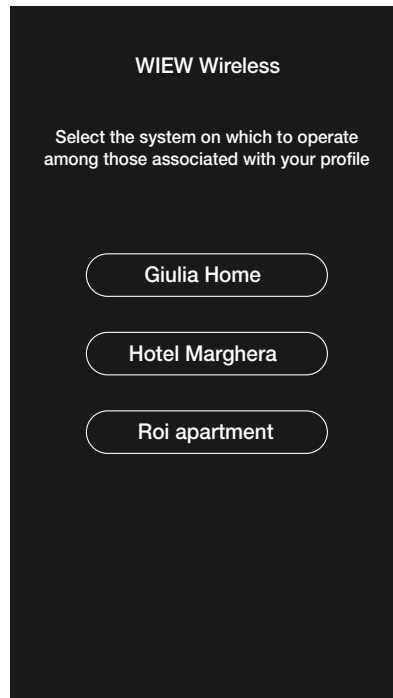 WIEW Wireless
Select the system on which to operate
among those associated with your profile
Giulia Home
Hotel Marghera
Roi apartment